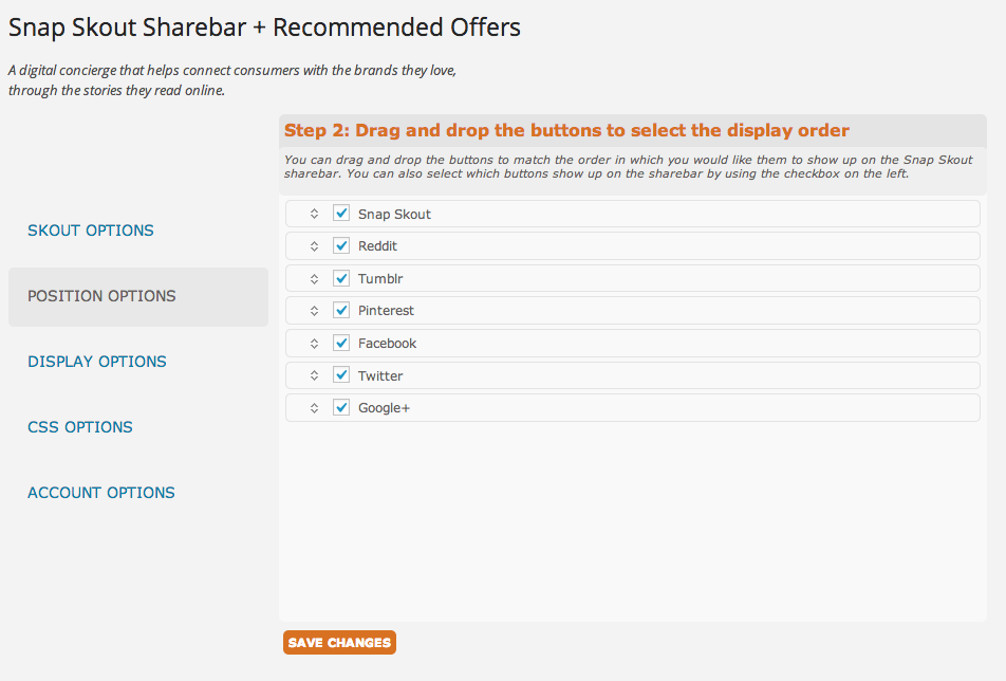 Snap Skout Sharebar + Recommended Offers
A digital concierge that helps connect consumers with the brands they love,
through the stories they read online.
Step 2: Drag and drop the buttons to select the display order
You can drag and drop the buttons to match the order in which you would like them to show up on the Snap Skout
sharebar. You can also select which buttons show up on the sharebar by using the checkbox on the left.
SKOUT OPTIONS
POSITION OPTIONS
DISPLAY OPTIONS
CSS OPTIONS
ACCOUNT OPTIONS
Snap Skout
Reddit
Tumblr
Pinterest
Facebook
Twitter
Google+
SAVE CHANGES